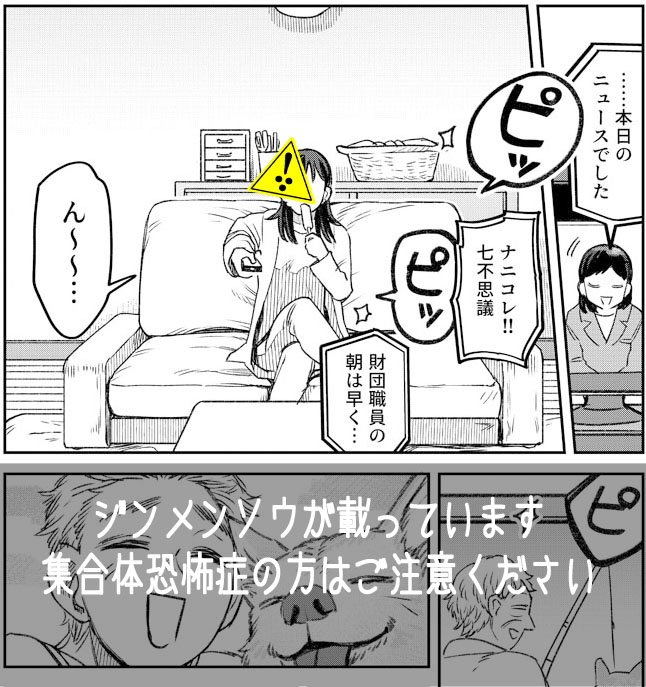 ……本日の
ニュースでした
ピッ
ナニコレ!!
七不思議
ピッ
財団職員の
朝は早く…
ん～～…
ピ
ジンメンソウが載っています
集合体恐怖症の方はご注意ください